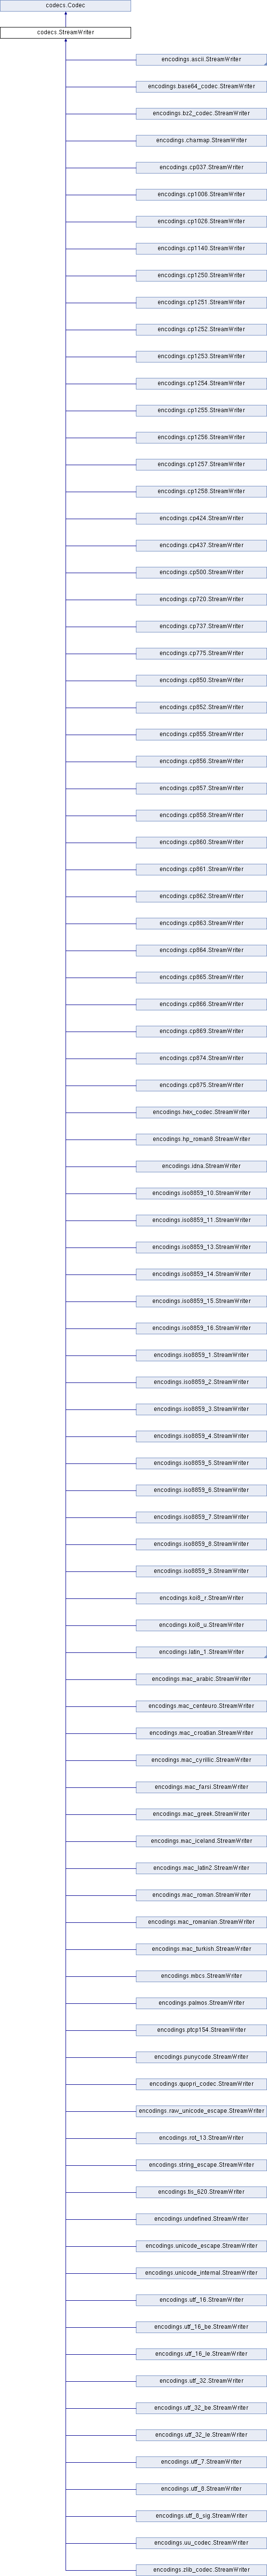 codecs.Codec
codecs.StreamWriter
encodings.ascii.StreamWriter
encodings.base64_codec.StreamWriter
encodings.bz2_codec.StreamWriter
encodings.charmap.StreamWriter
encodings.cp037.StreamWriter
encodings.cp1006.StreamWriter
encodings.cp1026.StreamWriter
encodings.cp1140.StreamWriter
encodings.cp1250.StreamWriter
encodings.cp1251.StreamWriter
encodings.cp1252.StreamWriter
encodings.cp1253.StreamWriter
encodings.cp1254.StreamWriter
encodings.cp1255.StreamWriter
encodings.cp1256.StreamWriter
encodings.cp1257.StreamWriter
encodings.cp1258.StreamWriter
encodings.cp424.StreamWriter
encodings.cp437.StreamWriter
encodings.cp500.StreamWriter
encodings.cp720.StreamWriter
encodings.cp737.StreamWriter
encodings.cp775.StreamWriter
encodings.cp850.StreamWriter
encodings.cp852.StreamWriter
encodings.cp855.StreamWriter
encodings.cp856.StreamWriter
encodings.cp857.StreamWriter
encodings.cp858.StreamWriter
encodings.cp860.StreamWriter
encodings.cp861.StreamWriter
encodings.cp862.StreamWriter
encodings.cp863.StreamWriter
encodings.cp864.StreamWriter
encodings.cp865.StreamWriter
encodings.cp866.StreamWriter
encodings.cp869.StreamWriter
encodings.cp874.StreamWriter
encodings.cp875.StreamWriter
encodings.hex_codec.StreamWriter
encodings.hp_roman8.StreamWriter
encodings.idna.StreamWriter
encodings.iso8859_10.StreamWriter
encodings.iso8859_11.StreamWriter
encodings.iso8859_13.StreamWriter
encodings.iso8859_14.StreamWriter
encodings.iso8859_15.StreamWriter
encodings.iso8859_16.StreamWriter
encodings.iso8859_1.StreamWriter
encodings.iso8859_2.StreamWriter
encodings.iso8859_3.StreamWriter
encodings.iso8859_4.StreamWriter
encodings.iso8859_5.StreamWriter
encodings.iso8859_6.StreamWriter
encodings.iso8859_7.StreamWriter
encodings.iso8859_8.StreamWriter
encodings.iso8859_9.StreamWriter
encodings.koi8_r.StreamWriter
encodings.koi8_u.StreamWriter
encodings.latin_1.StreamWriter
encodings.mac_arabic.StreamWriter
encodings.mac_centeuro.StreamWriter
encodings.mac_croatian.StreamWriter
encodings.mac_cyrillic.StreamWriter
encodings.mac_farsi.StreamWriter
encodings.mac_greek.StreamWriter
encodings.mac_iceland.StreamWriter
encodings.mac_latin2.StreamWriter
encodings.mac_roman.StreamWriter
encodings.mac_romanian.StreamWriter
encodings.mac_turkish.StreamWriter
encodings.mbcs.StreamWriter
encodings.palmos.StreamWriter
encodings.ptcp154.StreamWriter
encodings.punycode.StreamWriter
encodings.quopri_codec.StreamWriter
encodings.raw_unicode_escape.StreamWriter
encodings.rot_13.StreamWriter
encodings.string_escape.StreamWriter
encodings.tis_620.StreamWriter
encodings.undefined.StreamWriter
encodings.unicode_escape.StreamWriter
encodings.unicode_internal.StreamWriter
encodings.utf_16.StreamWriter
encodings.utf_16_be.StreamWriter
encodings.utf_16_le.StreamWriter
encodings.utf_32.StreamWriter
encodings.utf_32_be.StreamWriter
encodings.utf_32_le.StreamWriter
encodings.utf_7.StreamWriter
encodings.utf_8.StreamWriter
encodings.utf_8_sig.StreamWriter
encodings.uu_codec.StreamWriter
encodings.zlib_codec.StreamWriter